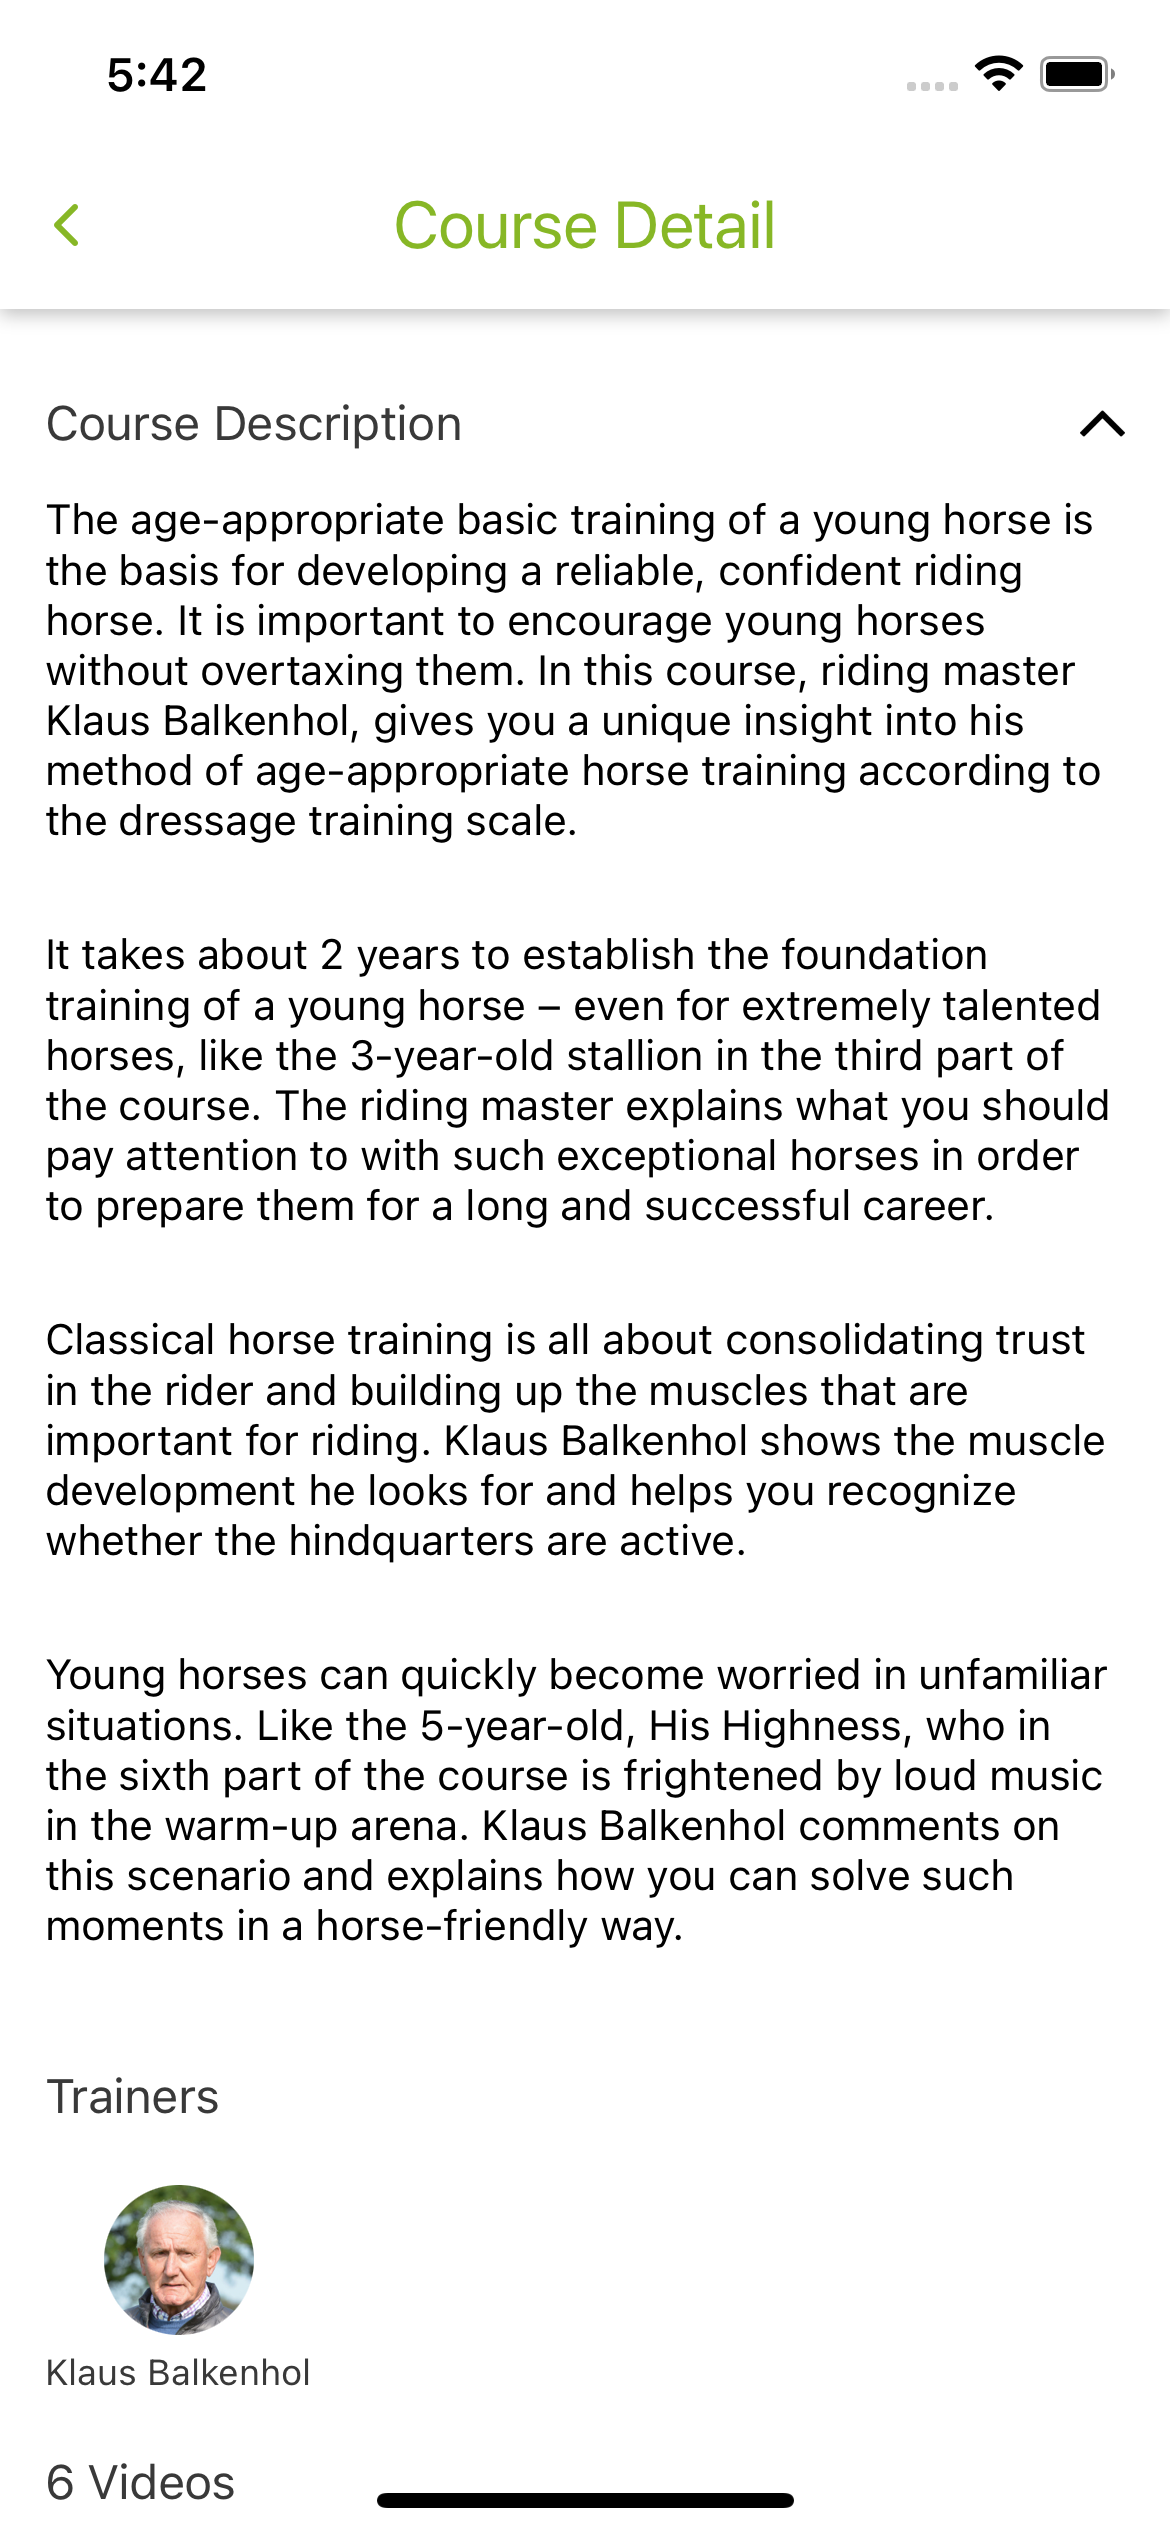 5:42
Course Detail
Course Description
The age-appropriate basic training of a young horse is
the basis for developing a reliable, confident riding
horse. It is important to encourage young horses
without overtaxing them. In this course, riding master
Klaus Balkenhol, gives you a unique insight into his
method of age-appropriate horse training according to
the dressage training scale.
It takes about 2 years to establish the foundation
training of a young horse – even for extremely talented
horses, like the 3-year-old stallion in the third part of
the course. The riding master explains what you should
pay attention to with such exceptional horses in order
to prepare them for a long and successful career.
Classical horse training is all about consolidating trust
in the rider and building up the muscles that are
important for riding. Klaus Balkenhol shows the muscle
development he looks for and helps you recognize
whether the hindquarters are active.
Young horses can quickly become worried in unfamiliar
situations. Like the 5-year-old, His Highness, who in
the sixth part of the course is frightened by loud music
in the warm-up arena. Klaus Balkenhol comments on
this scenario and explains how you can solve such
moments in a horse-friendly way.
Trainers
Klaus Balkenhol
6 Videos